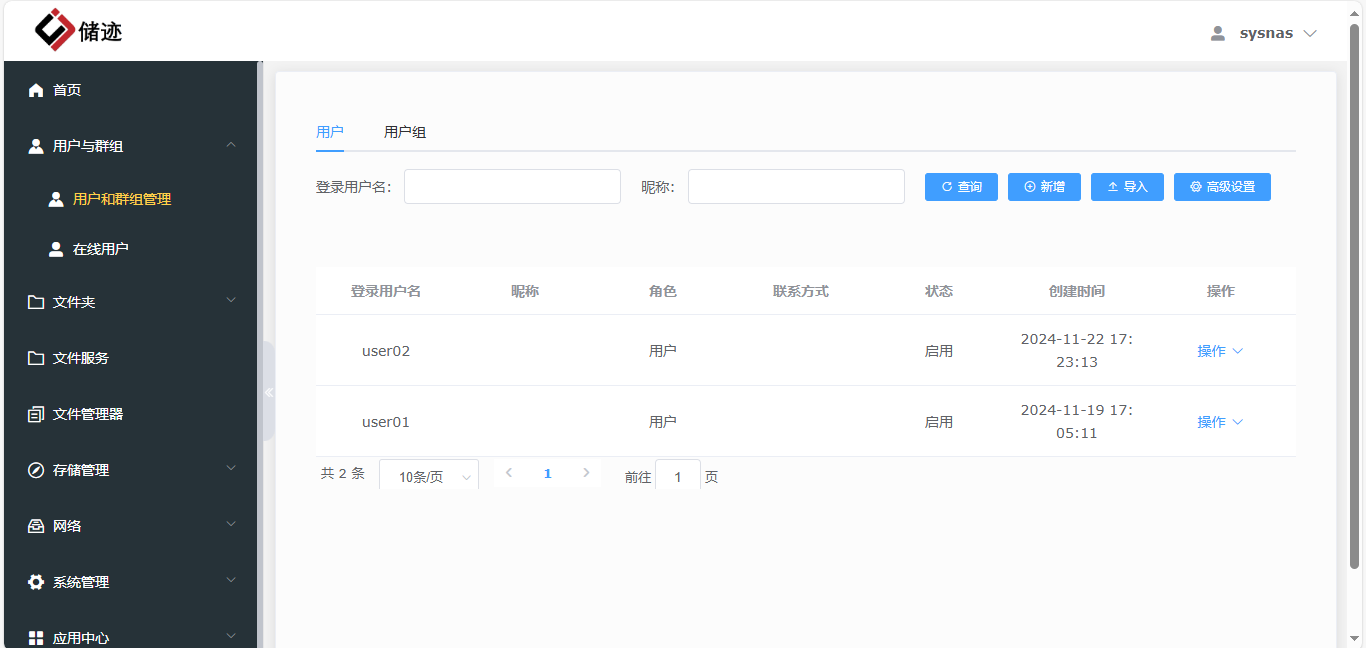 储迹
sysnas
首页
用户与群组
用户和群组管理
在线用户
文件夹
文件服务
文件管理器
存储管理
网络
系统管理
应用中心
用户 用户组
登录用户名: 昵称: 查询 新增 导入 高级设置
登录用户名 昵称 角色 联系方式 状态 创建时间 操作
user02 用户 启用 2024-11-22 17:
23:13 操作
user01 用户 启用 2024-11-19 17:
05:11 操作
共 2 条 10条/页 1 前往 1 页